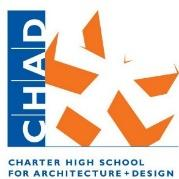 CHAD
CHARTER HIGH SCHOOL
FOR ARCHITECTURE+DESIGN